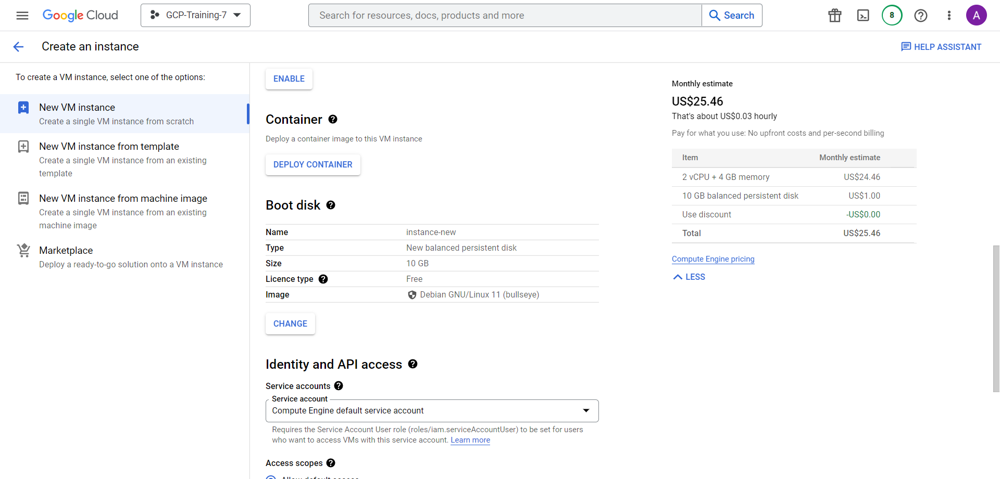 Google Cloud
GCP-Training-7
Search for resources, docs, products and more
Search
8
A
Create an instance
HELP ASSISTANT
To create a VM instance, select one of the options:
New VM instance
Create a single VM instance from scratch
New VM instance from template
Create a single VM instance from an existing
template
New VM instance from machine image
Create a single VM instance from an existing
machine image
Marketplace
Deploy a ready-to-go solution onto a VM instance
ENABLE
Container
Deploy a container image to this VM instance
DEPLOY CONTAINER
Boot disk
Name instance-new
Type New balanced persistent disk
Size 10 GB
Licence type Free
Image Debian GNU/Linux 11 (bullseye)
CHANGE
Identity and API access
Service accounts
Service account
Compute Engine default service account
Requires the Service Account User role (roles/iam.serviceAccountUser) to be set for users
who want to access VMs with this service account. Learn more
Access scopes
Allow default access
Monthly estimate
US$25.46
That's about US$0.03 hourly
Pay for what you use: No upfront costs and per-second billing
Item Monthly estimate
2 vCPU + 4 GB memory US$24.46
10 GB balanced persistent disk US$1.00
Use discount -US$0.00
Total US$25.46
Compute Engine pricing
LESS